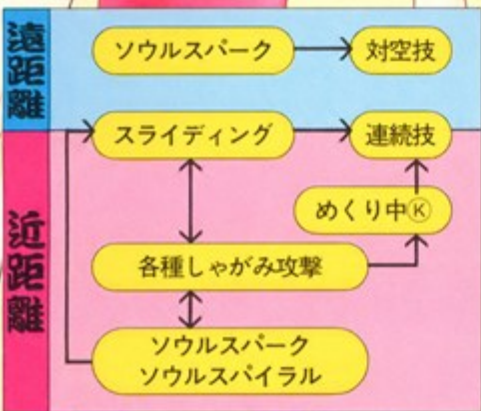 遠距離
ソウルスパーク
対空技
スライディング
連続技
近距離
めくり中Ⓚ
各種しゃがみ攻撃
ソウルスパーク
ソウルスパイラル